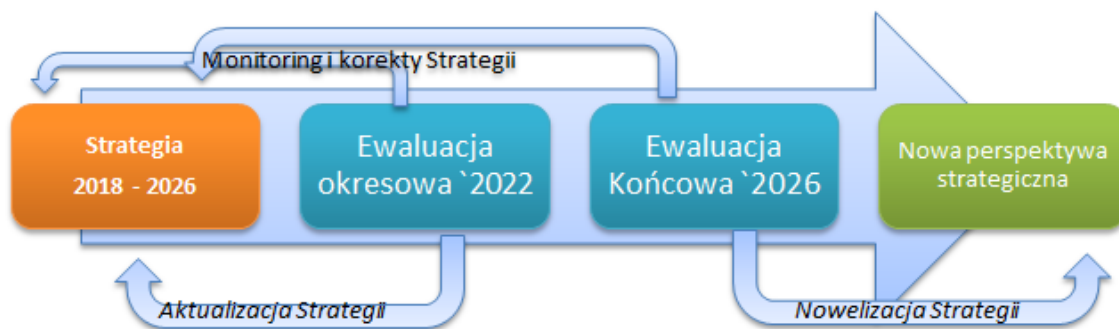 Monitoring i korekty Strategii
Strategia
2018 - 2026
Ewaluacja
okresowa `2022
Ewaluacja
Końcowa `2026
Nowa perspektywa
strategiczna
Aktualizacja Strategii
Nowelizacja Strategii